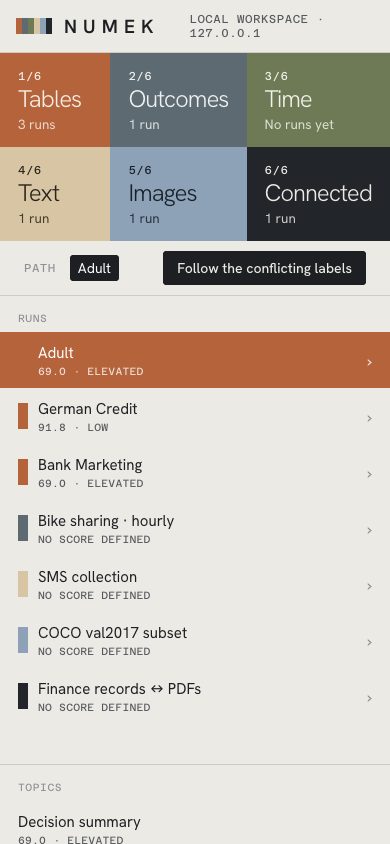 NUMEK
LOCAL WORKSPACE ·
127.0.0.1
1/6
Tables
3 runs
2/6
Outcomes
1 run
3/6
Time
No runs yet
4/6
Text
1 run
5/6
Images
1 run
6/6
Connected
1 run
PATH
Adult
Follow the conflicting labels
RUNS
Adult
69.0 · ELEVATED
›
German Credit
91.8 · LOW
›
Bank Marketing
69.0 · ELEVATED
›
Bike sharing · hourly
NO SCORE DEFINED
›
SMS collection
NO SCORE DEFINED
›
COCO val2017 subset
NO SCORE DEFINED
›
Finance records ↔ PDFs
NO SCORE DEFINED
›
TOPICS
Decision summary
69.0 · ELEVATED